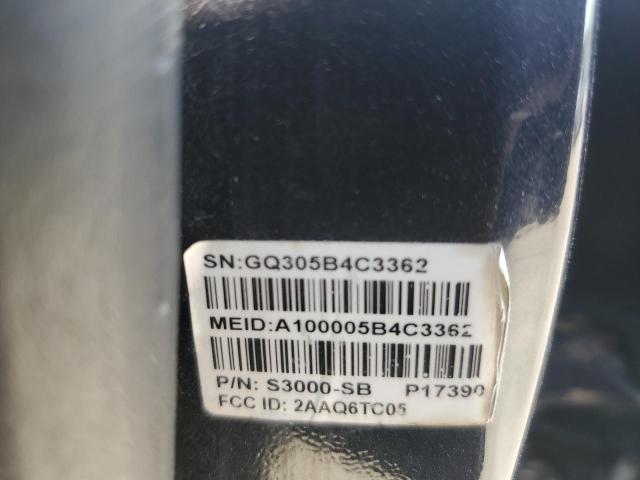 SN:GQ305B4C3362
MEID:A100005B4C3362
P/N: S3000-SB P17390
FCC ID: 2AAQ6TC05